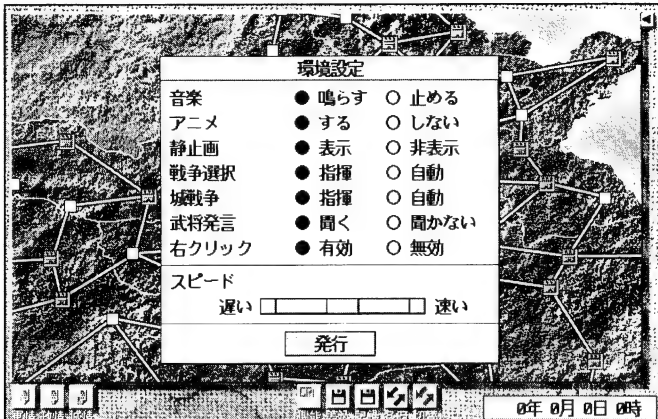 環境設定
音楽 ● 鳴らす ○ 止める
アニメ ● する ○ しない
静止画 ● 表示 ○ 非表示
戦争選択 ● 指揮 ○ 自動
城戦争 ● 指揮 ○ 自動
武将発言 ● 聞く ○ 聞かない
右クリック ● 有効 ○ 無効
スピード
遅い 速い
発行
0年 0月 0日 0時